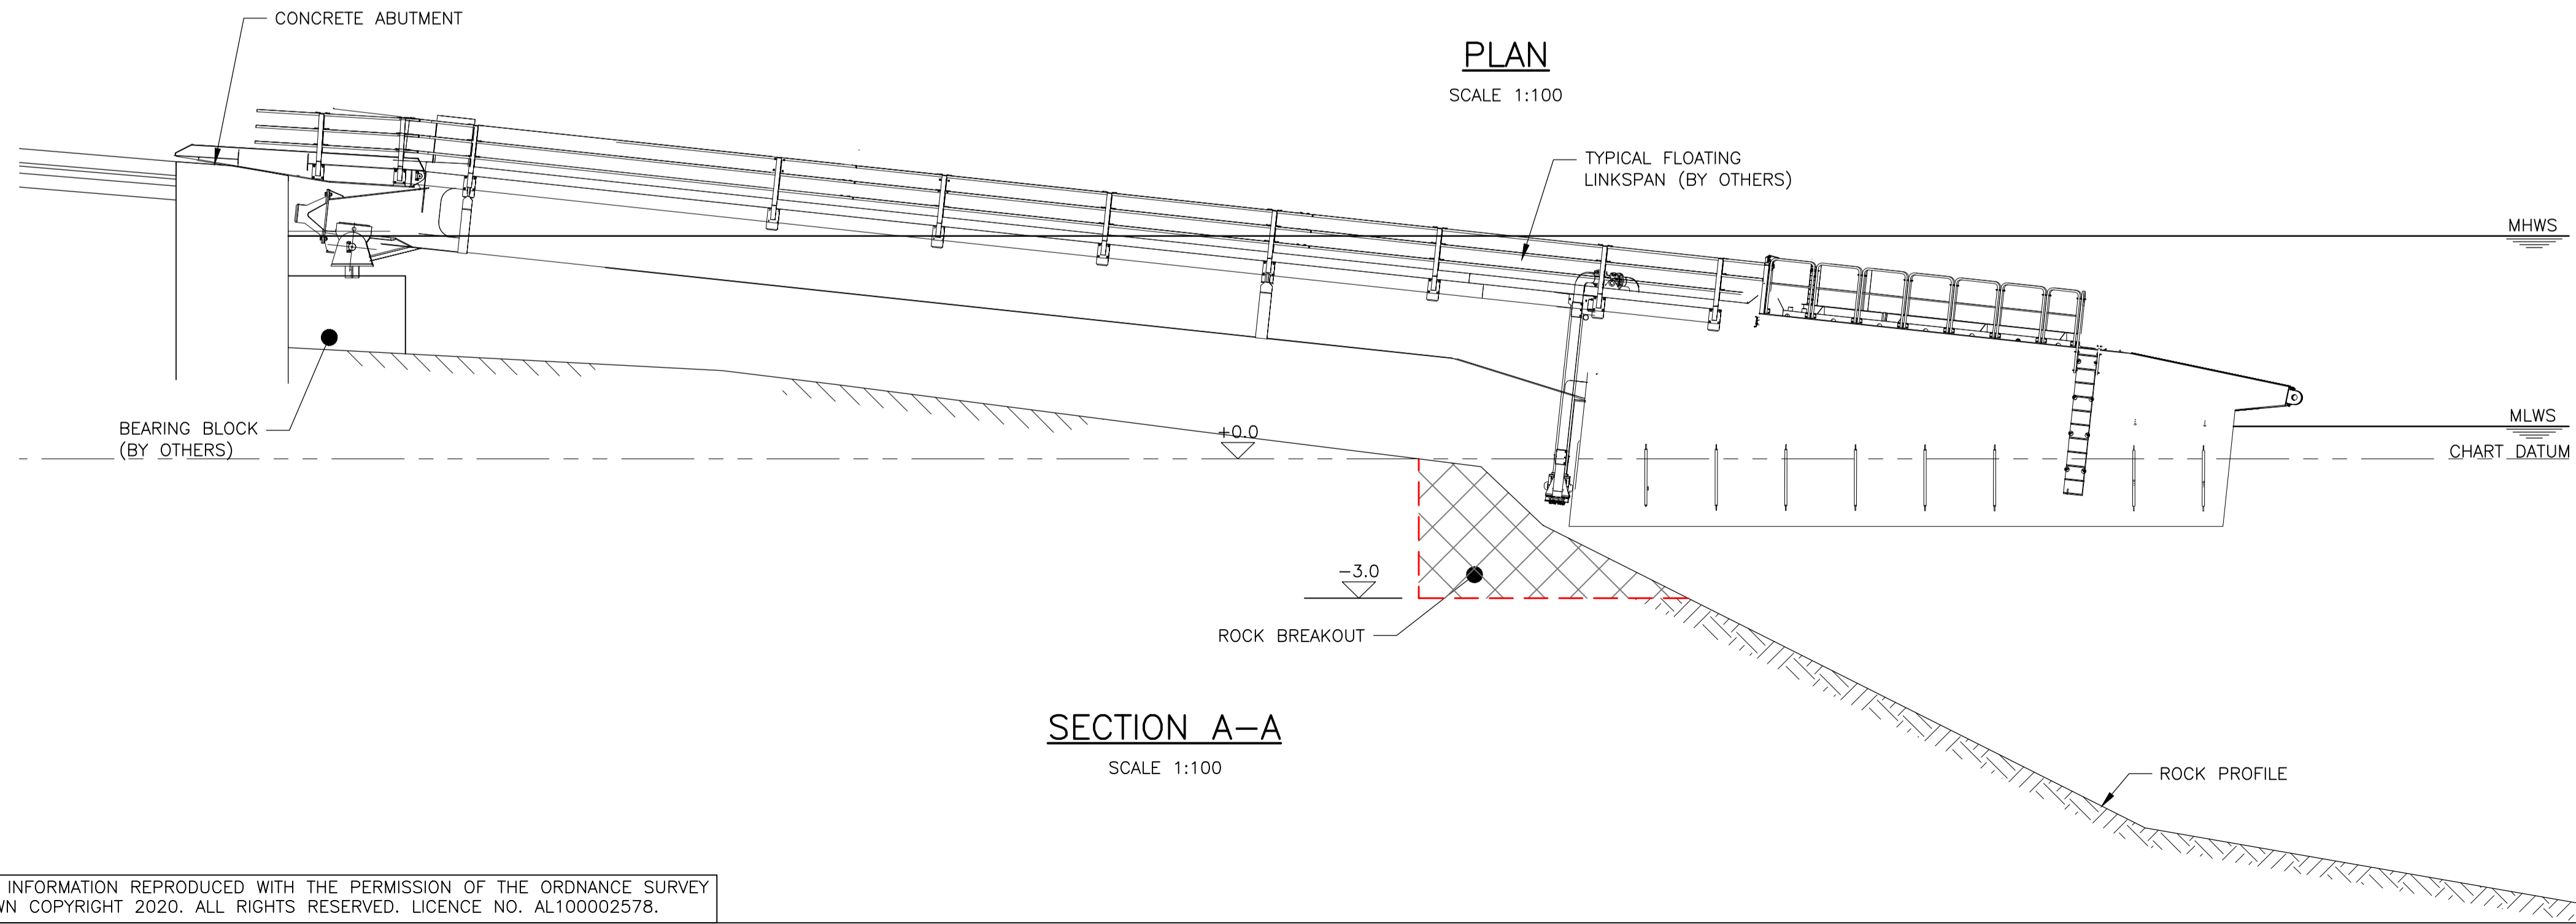 CONCRETE ABUTMENT
PLAN
SCALE 1:100
TYPICAL FLOATING
LINKSPAN (BY OTHERS)
MHWS
BEARING BLOCK
(BY OTHERS)
+0.0
MLWS
CHART DATUM
-3.0
ROCK BREAKOUT
SECTION A-A
SCALE 1:100
ROCK PROFILE
INFORMATION REPRODUCED WITH THE PERMISSION OF THE ORDNANCE SURVEY
COPYRIGHT 2020. ALL RIGHTS RESERVED. LICENCE NO. AL100002578.